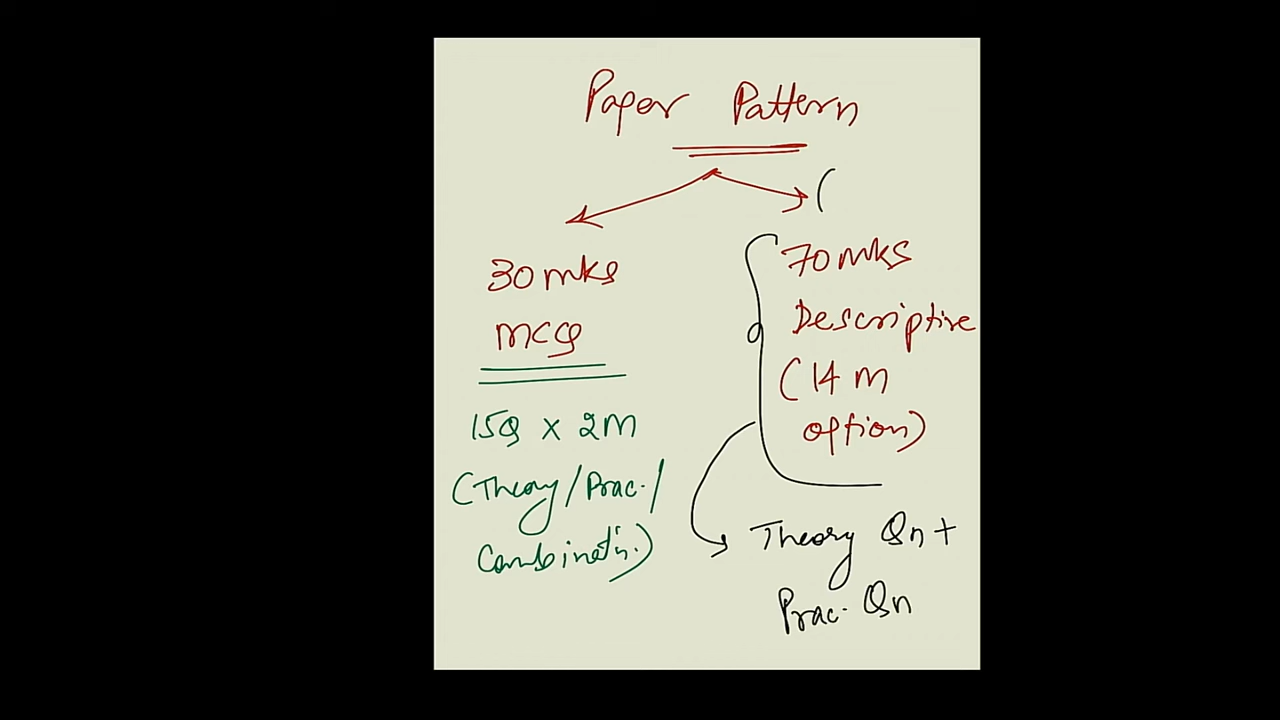 Paper Pattern
30 mks
MCQ
15Q x 2M
(Theory/Prac./
Combinatn.)
(
70 mks
Descriptive
(14 M
option)
Theory Qn +
Prac. Qn